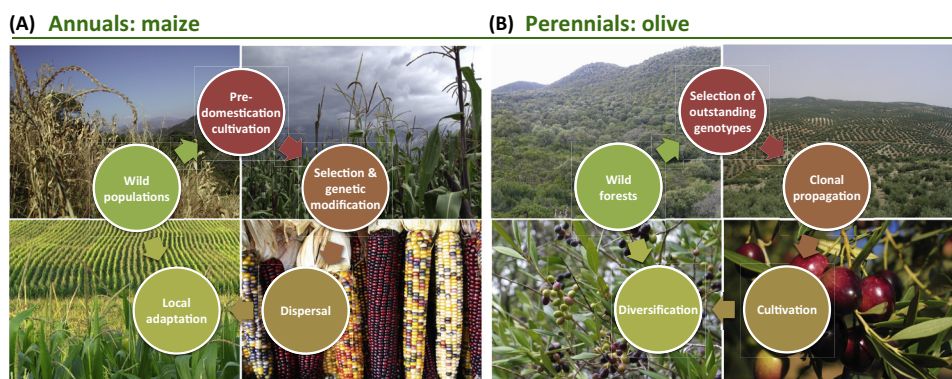 (A) Annuals: maize
Pre-
domestication
cultivation
Wild
populations
Selection &
genetic
modification
Local
adaptation
Dispersal
(B) Perennials: olive
Selection of
outstanding
genotypes
Wild
forests
Clonal
propagation
Diversification
Cultivation